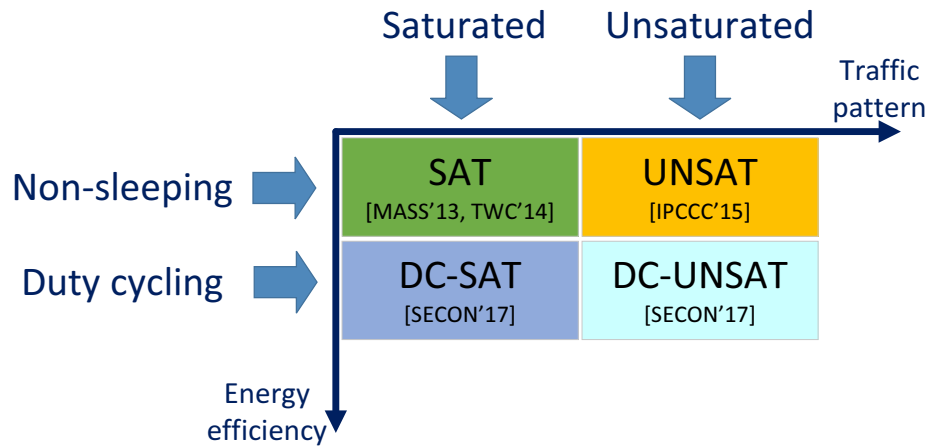 Saturated
Unsaturated
Traffic
pattern
Non-sleeping
SAT
[MASS’13, TWC’14]
UNSAT
[IPCCC’15]
Duty cycling
DC-SAT
[SECON’17]
DC-UNSAT
[SECON’17]
Energy
efficiency